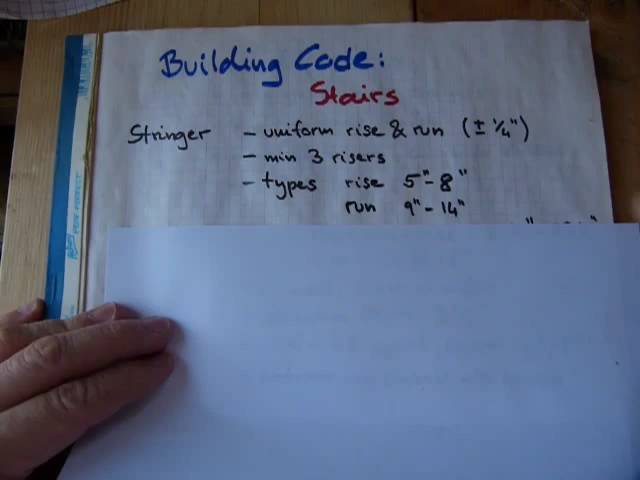 Building Code:
Stairs
Stringer - uniform rise & run (± 1/4")
- min 3 risers
- types rise 5"-8"
run 9"-14"